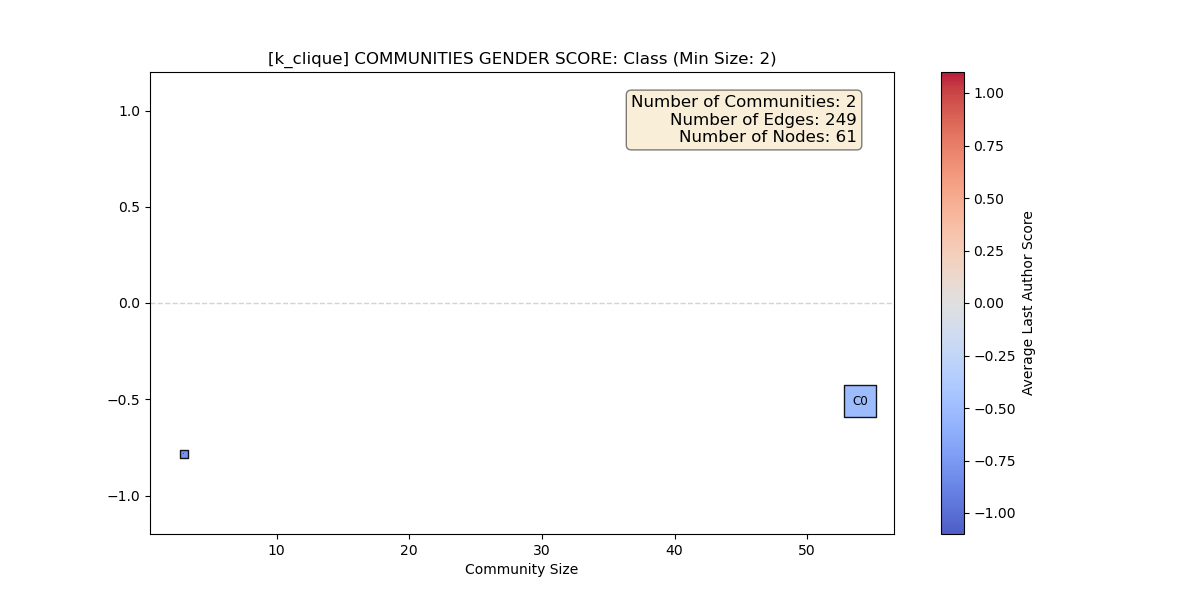 [k_clique] COMMUNITIES GENDER SCORE: Class (Min Size: 2)
Number of Communities: 2
Number of Edges: 249
Number of Nodes: 61
1.0
0.5
0.0
−0.5
−1.0
C0
10
20
30
40
50
Community Size
1.00
0.75
0.50
0.25
0.00
−0.25
−0.50
−0.75
−1.00
Average Last Author Score